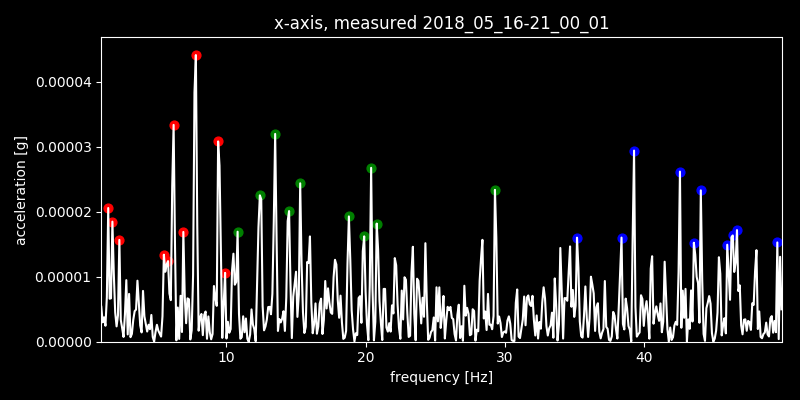 x-axis, measured 2018_05_16-21_00_01
acceleration [g]
0.00004
0.00003
0.00002
0.00001
0.00000
10 20 30 40
frequency [Hz]